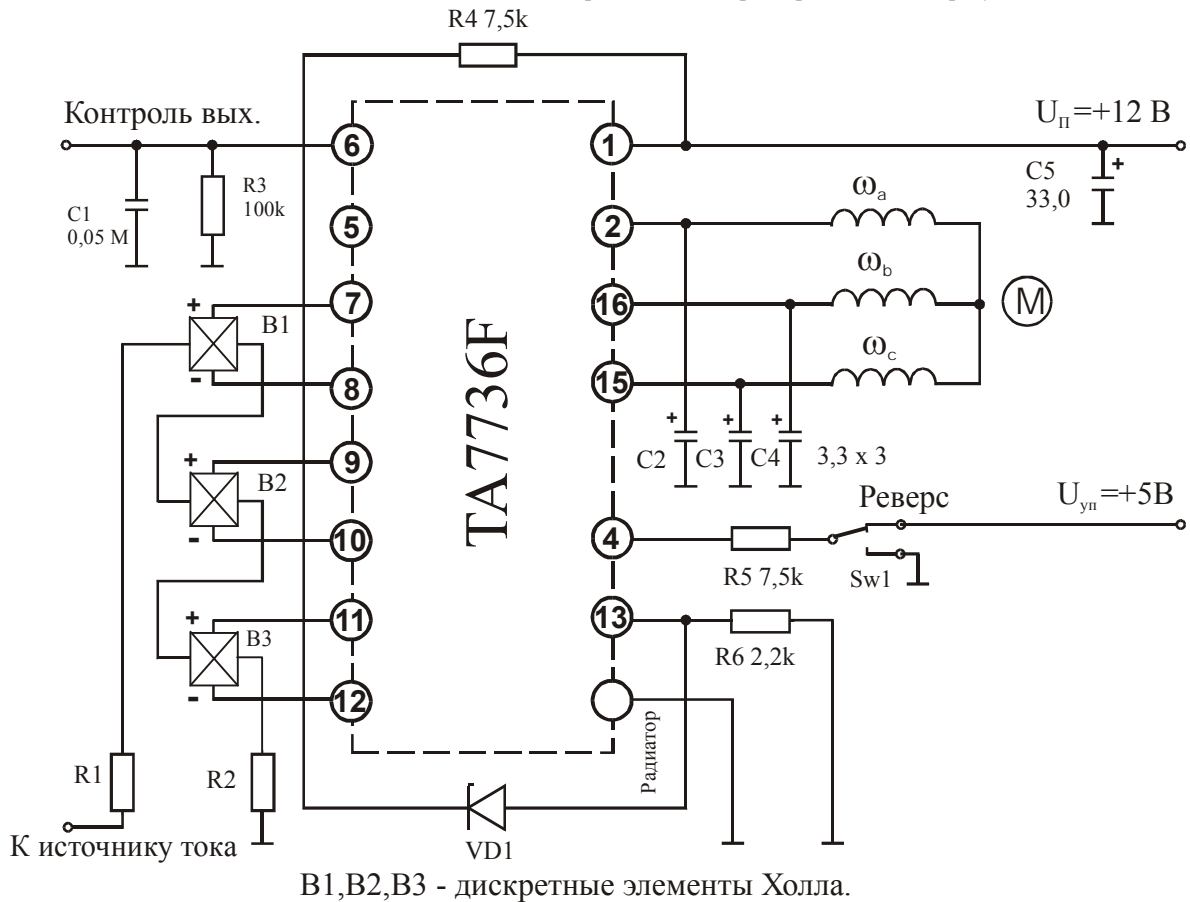 R4 7,5k
Контроль вых.
Uп=+12 В
6
1
C1
0,05 М
R3
100k
C5
33,0
+
5
2
ωa
ωb
ωc
М
7
16
+
B1
-
8
15
TA7736F
9
+
B2
-
10
+
+
+
C2
C3
C4
3,3 x 3
Реверс
Uуп=+5В
4
R5 7,5k
Sw1
11
13
+
B3
-
R6 2,2k
12
Радиатор
R1
R2
К источнику тока
VD1
B1,B2,B3 - дискретные элементы Холла.